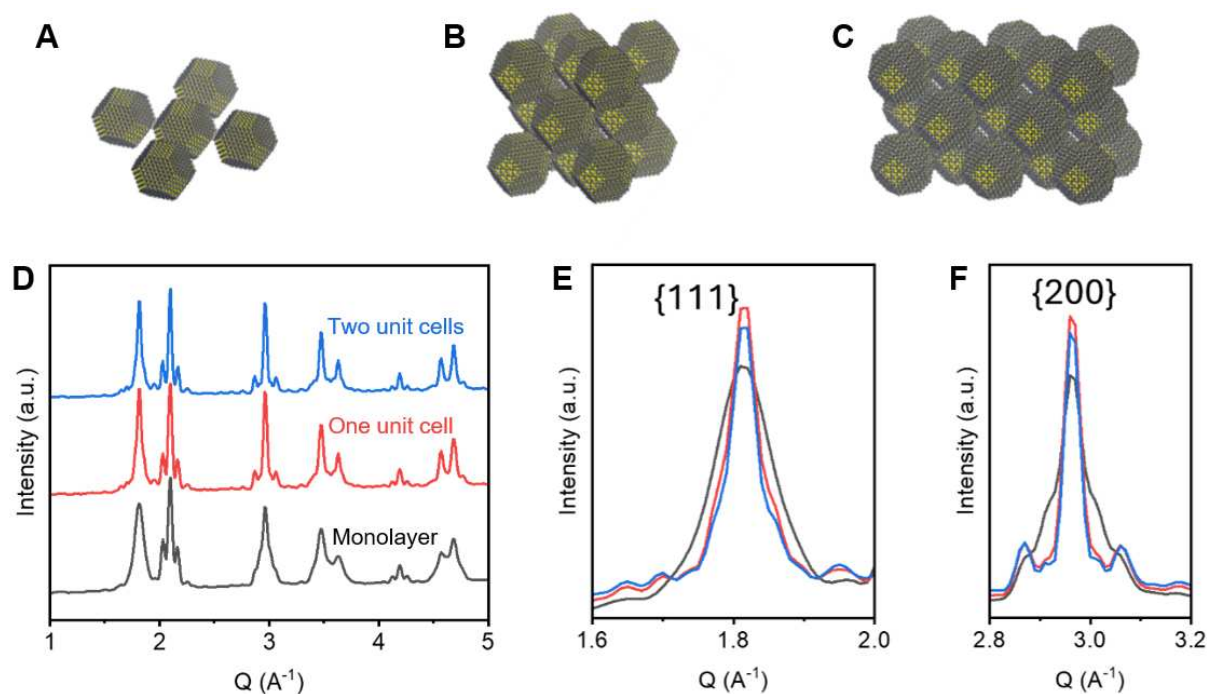 A
B
C
D
Two unit cells
One unit cell
Monolayer
Intensity (a.u.)
1 2 3 4 5
Q (A⁻¹)
E
{111}
Intensity (a.u.)
1.6 1.8 2.0
Q (A⁻¹)
F
{200}
Intensity (a.u.)
2.8 3.0 3.2
Q (A⁻¹)